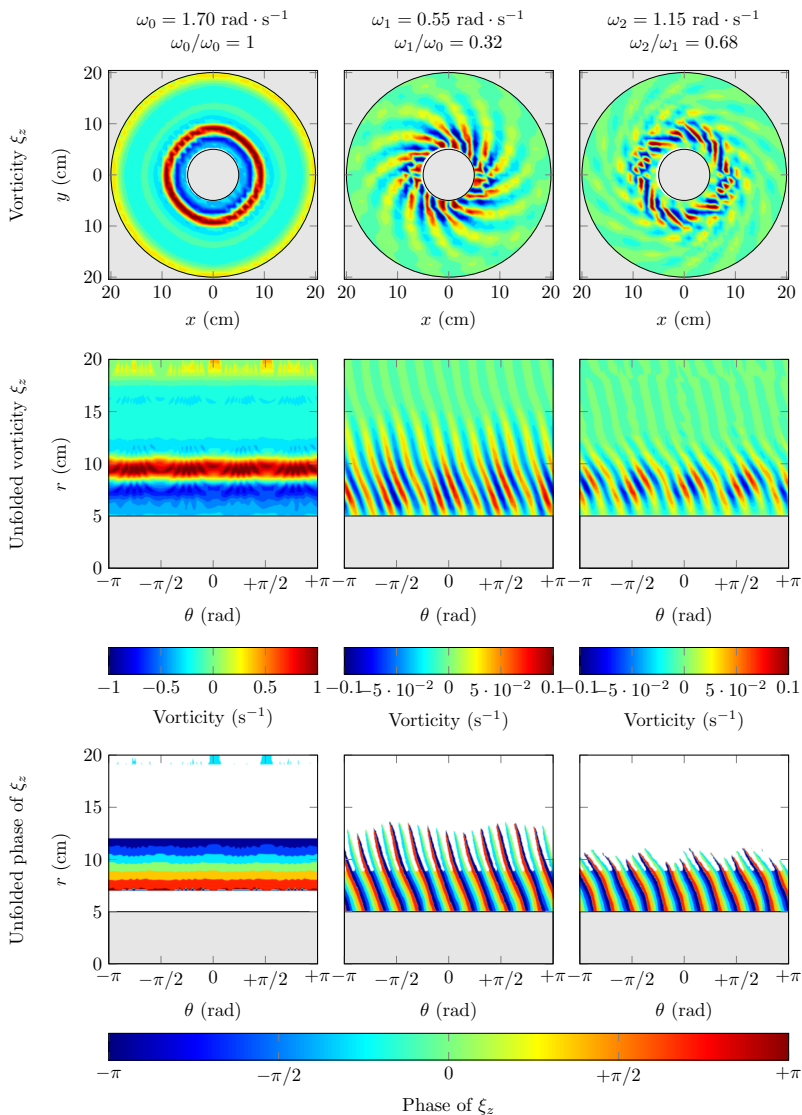 ω₀ = 1.70 rad · s⁻¹
ω₀/ω₀ = 1
ω₁ = 0.55 rad · s⁻¹
ω₁/ω₀ = 0.32
ω₂ = 1.15 rad · s⁻¹
ω₂/ω₁ = 0.68
Vorticity ξ_z
y (cm)
20
10
0
10
20
20 10 0 10 20
20 10 0 10 20
20 10 0 10 20
x (cm) x (cm) x (cm)
Unfolded vorticity ξ_z
r (cm)
20
15
10
5
0
−π −π/2 0 +π/2 +π
−π −π/2 0 +π/2 +π
−π −π/2 0 +π/2 +π
θ (rad) θ (rad) θ (rad)
−1 −0.5 0 0.5 1
−0.1 −5·10⁻² 0 5·10⁻² 0.1
−0.1 −5·10⁻² 0 5·10⁻² 0.1
Vorticity (s⁻¹) Vorticity (s⁻¹) Vorticity (s⁻¹)
Unfolded phase of ξ_z
r (cm)
20
15
10
5
0
−π −π/2 0 +π/2 +π
−π −π/2 0 +π/2 +π
−π −π/2 0 +π/2 +π
θ (rad) θ (rad) θ (rad)
−π −π/2 0 +π/2 +π
Phase of ξ_z